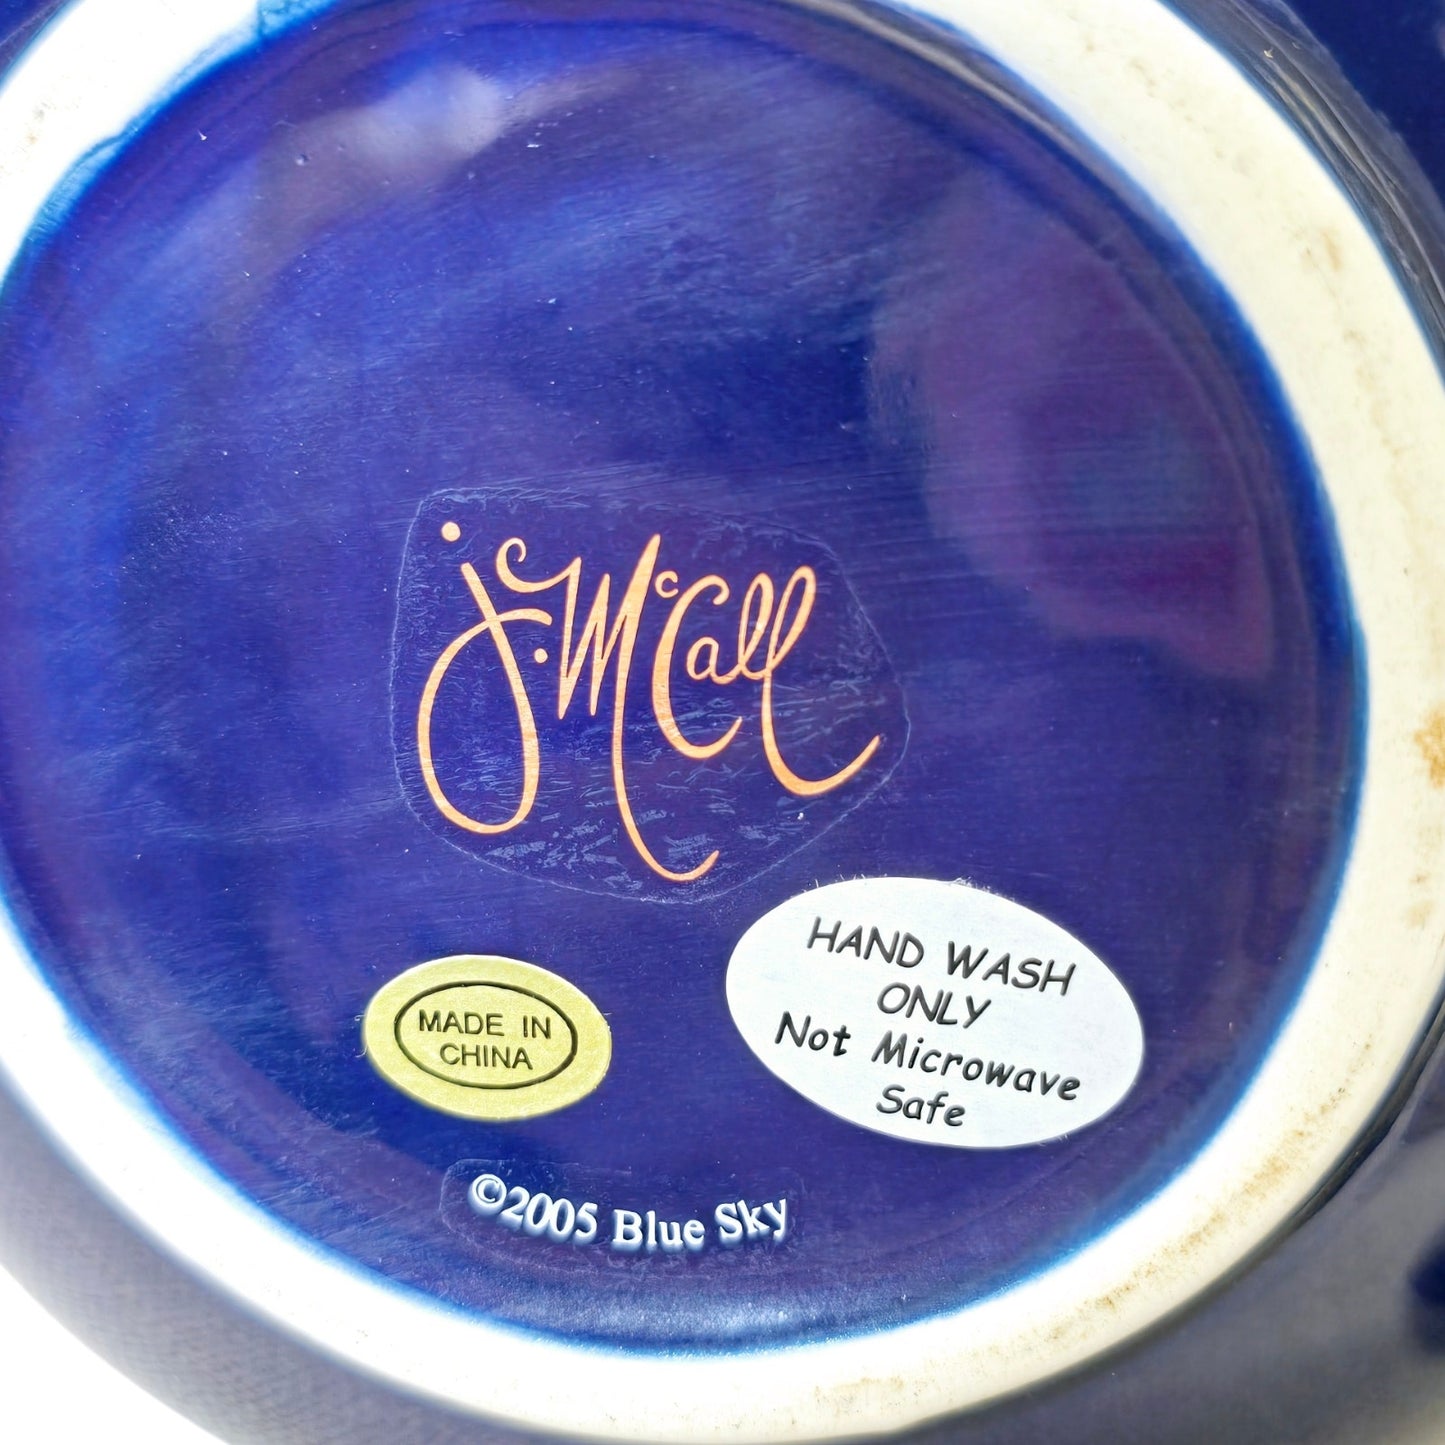 J. McCall
MADE IN
CHINA
HAND WASH
ONLY
Not Microwave
Safe
©2005 Blue Sky